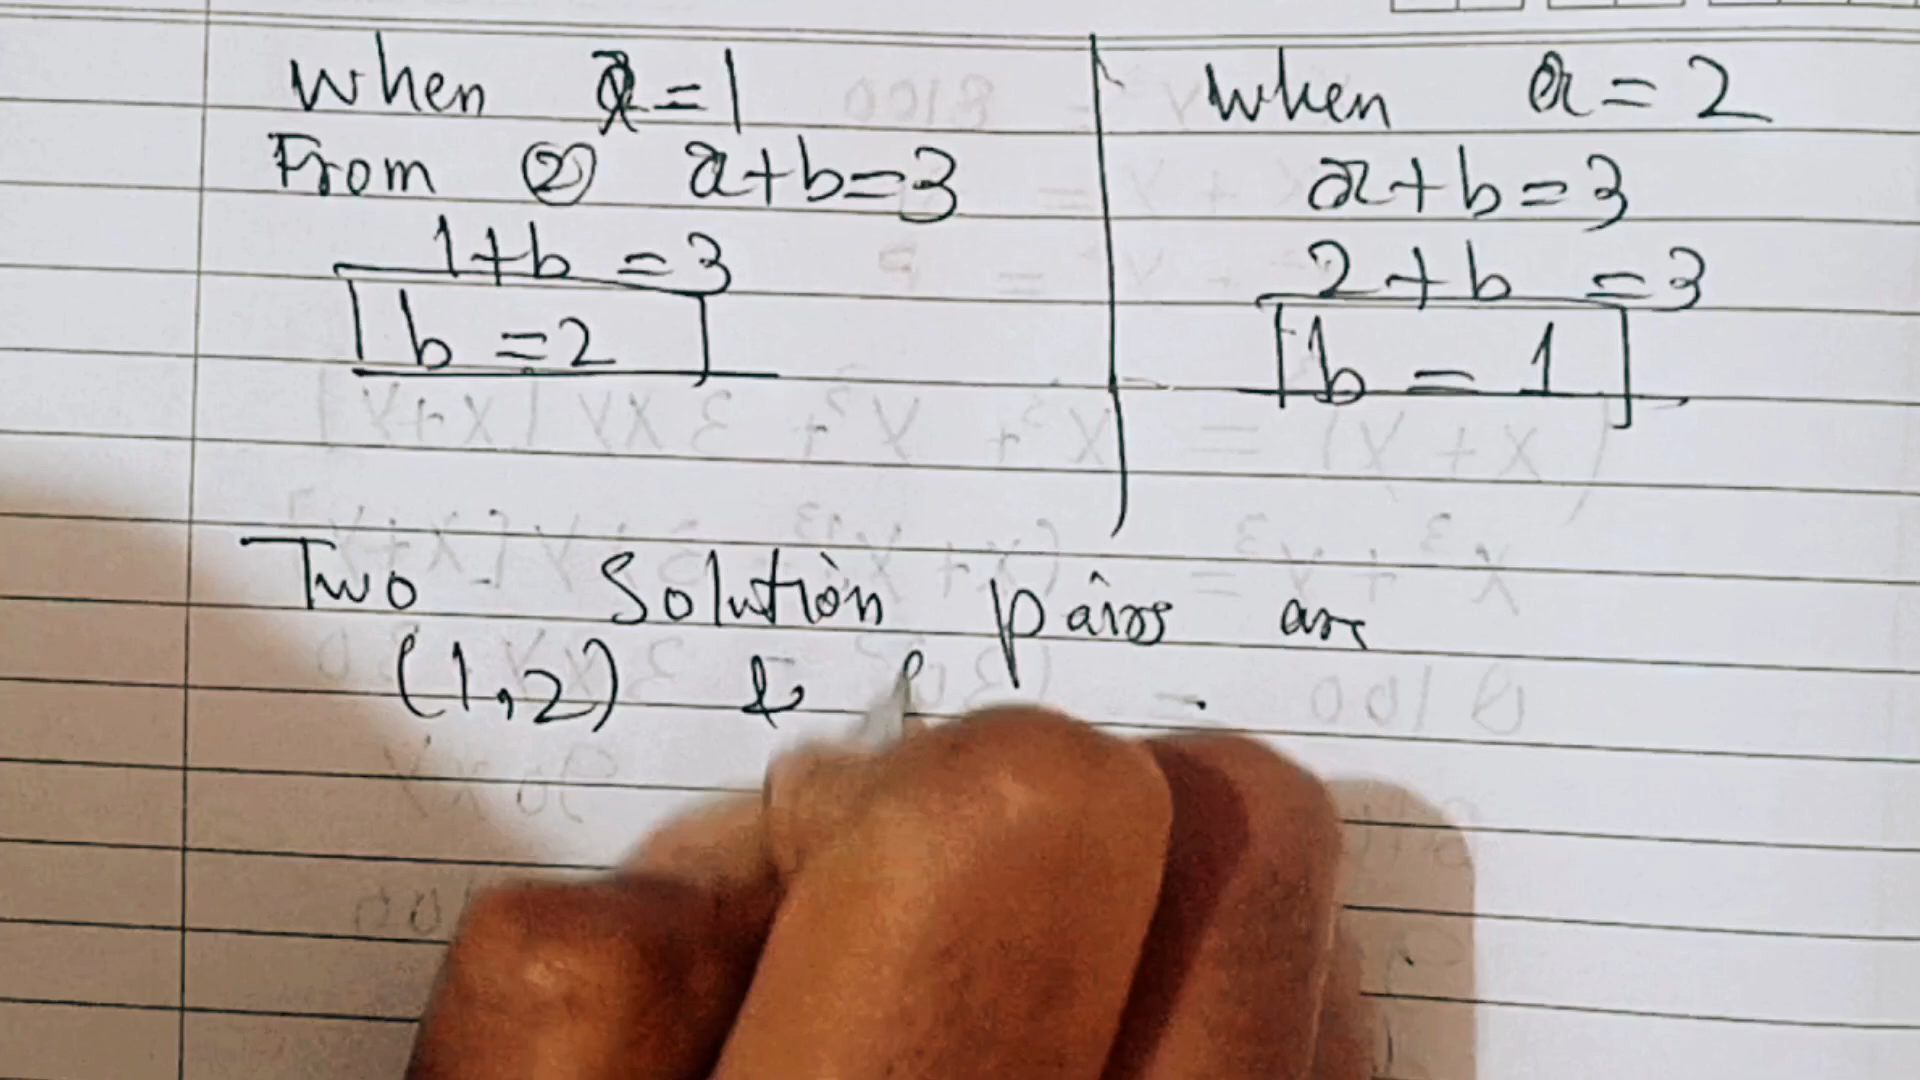 When a=1
From ② a+b=3
1+b=3
b=2
When a=2
a+b=3
2+b=3
b=1
Two Solution pairs are
(1,2) & (